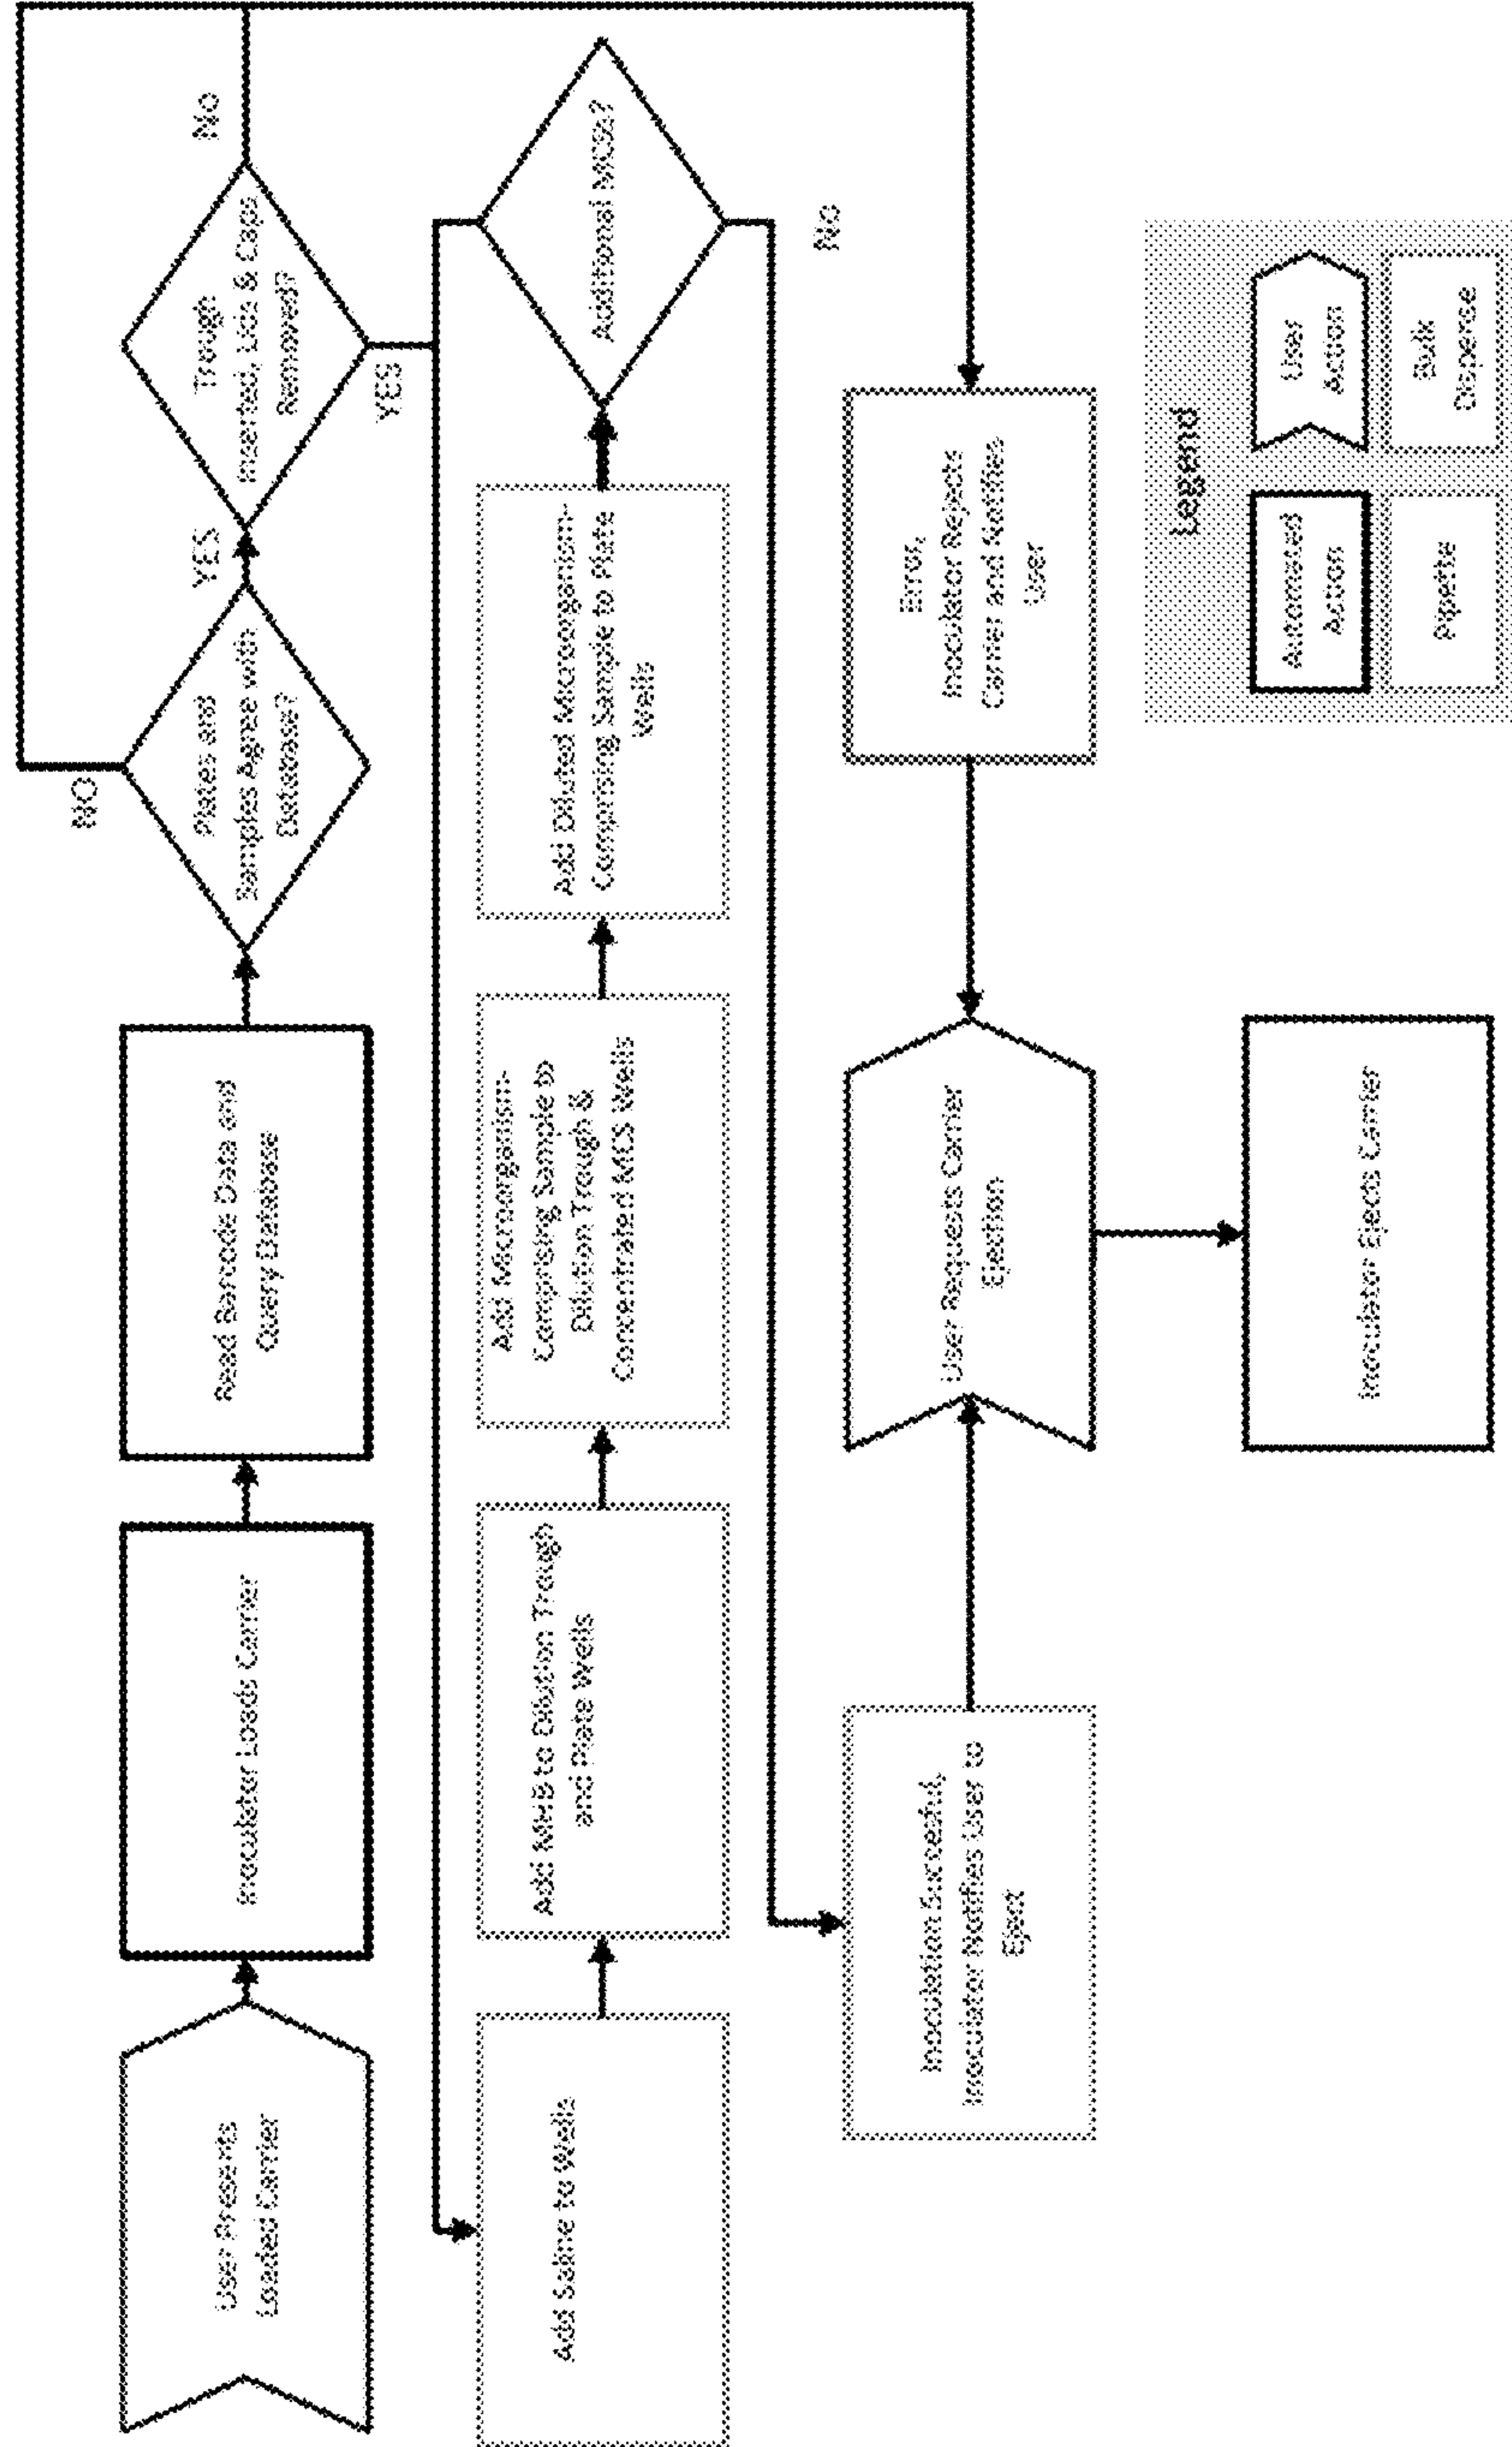 User Presents
Loaded Carrier
Inoculator Loads Carrier
Read Barcode Data and
Query Database
Plates and
Samples Agree with
Database?
NO
YES
Trough
Inserted, Lids & Caps
Removed?
No
YES
Add Saline to Wells
Add MHB to Dilution Trough
and Plate Wells
Add Microorganism-
Comprising Sample to
Dilution Trough &
Concentrated MCS Wells
Add Diluted Microorganism-
Comprising Sample to Plate
Wells
Additional MCSs?
No
Inoculation Successful,
Inoculator Notifies User to
Eject
User Requests Carrier
Ejection
Error,
Inoculator Rejects
Carrier and Notifies
User
Inoculator Ejects Carrier
Legend
Automated
Action
User
Action
Pipette
Bulk
Dispense